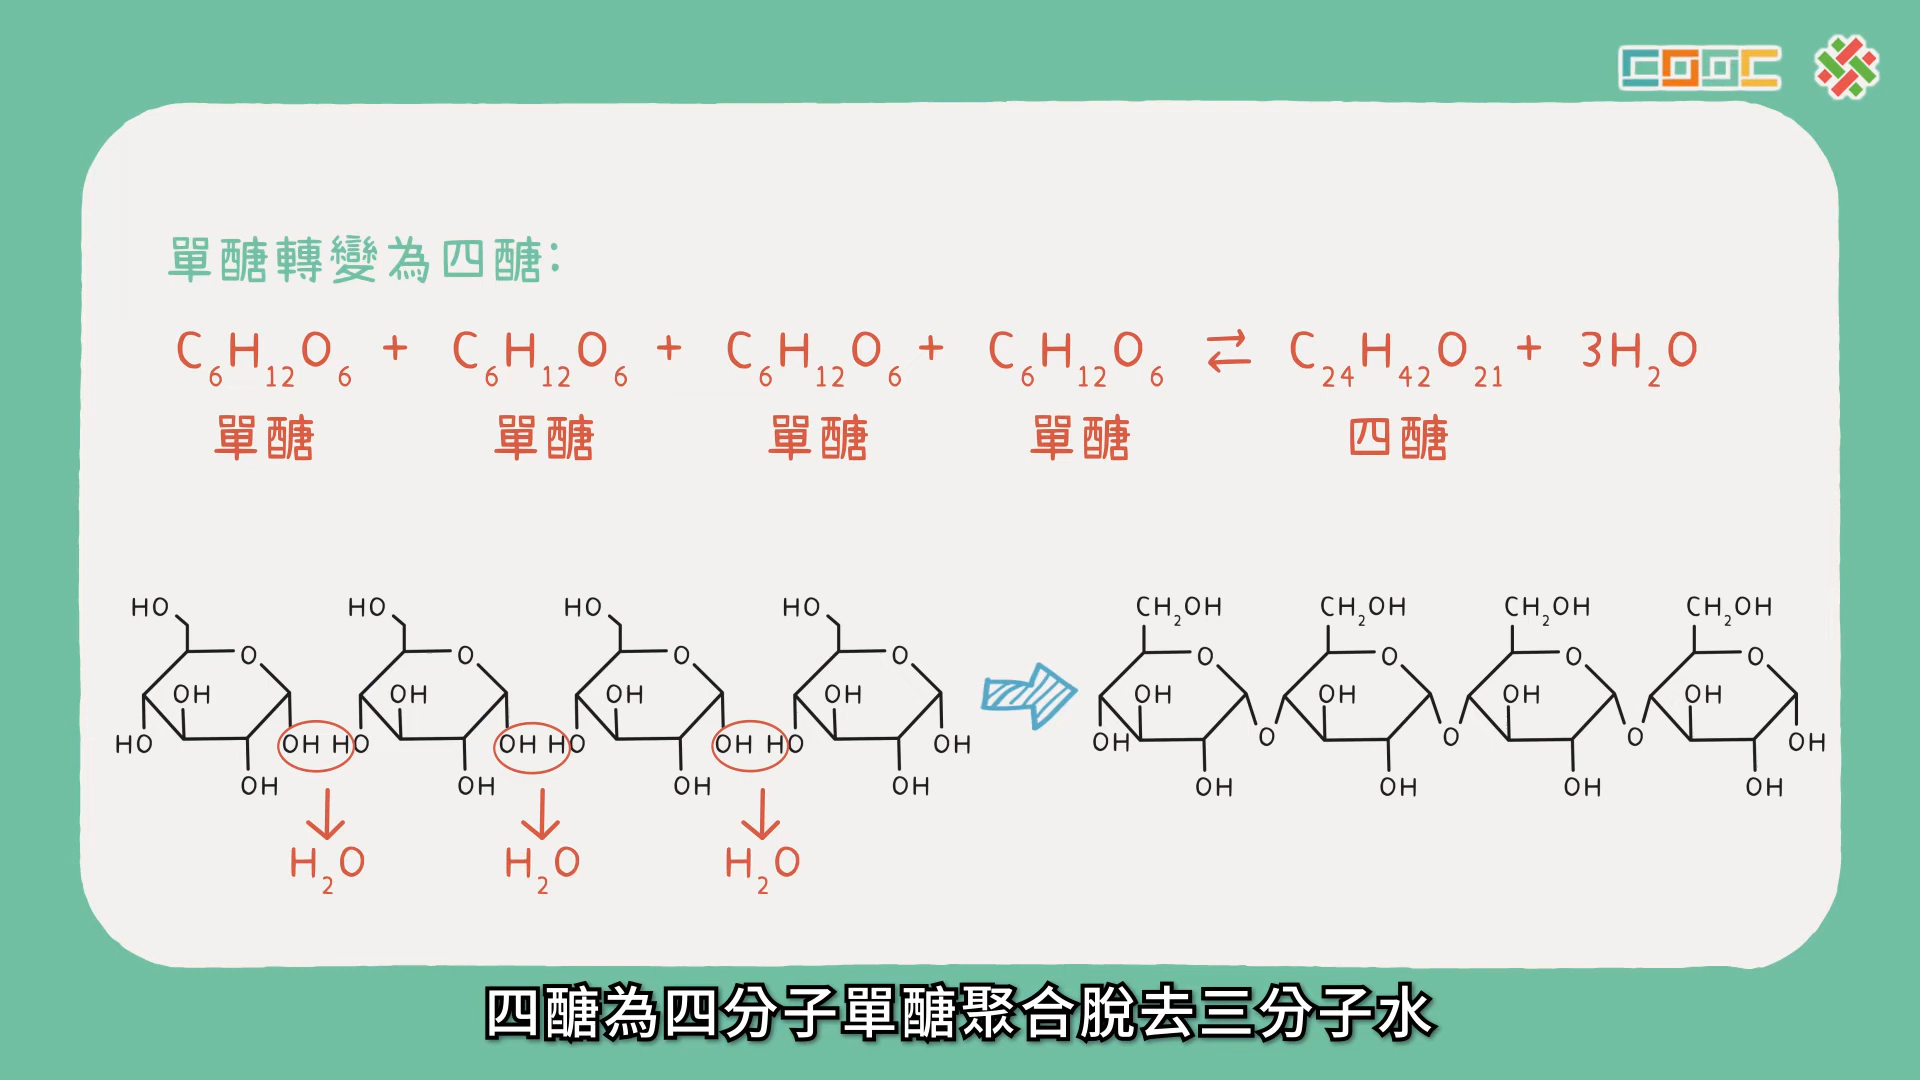 COOC
單醣轉變為四醣:
C6H12O6 + C6H12O6 + C6H12O6 + C6H12O6 ⇄ C24H42O21 + 3H2O
單醣 單醣 單醣 單醣 四醣
HO HO HO HO CH2OH CH2OH CH2OH CH2OH
O O O O O O O O
OH OH OH OH OH OH OH OH
HO OH HO OH HO OH HO OH OH O O O OH
OH OH OH OH OH OH OH OH
H2O H2O H2O
四醣為四分子單醣聚合脫去三分子水